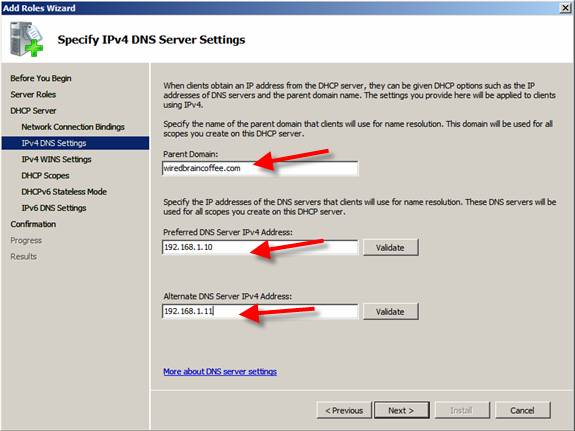 Add Roles Wizard
Specify IPv4 DNS Server Settings
Before You Begin
Server Roles
DHCP Server
Network Connection Bindings
IPv4 DNS Settings
IPv4 WINS Settings
DHCP Scopes
DHCPv6 Stateless Mode
IPv6 DNS Settings
Confirmation
Progress
Results
When clients obtain an IP address from the DHCP server, they can be given DHCP options such as the IP
addresses of DNS servers and the parent domain name. The settings you provide here will be applied to clients
using IPv4.
Specify the name of the parent domain that clients will use for name resolution. This domain will be used for all
scopes you create on this DHCP server.
Parent Domain:
wiredbraincoffee.com
Specify the IP addresses of the DNS servers that clients will use for name resolution. These DNS servers will be
used for all scopes you create on this DHCP server.
Preferred DNS Server IPv4 Address:
192.168.1.10
Validate
Alternate DNS Server IPv4 Address:
192.168.1.11
Validate
More about DNS server settings
< Previous
Next >
Install
Cancel